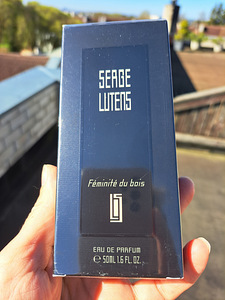 SERGE
LUTENS
Féminité du bois
EAU DE PARFUM
℮ 50ML 1.6 FL. OZ.